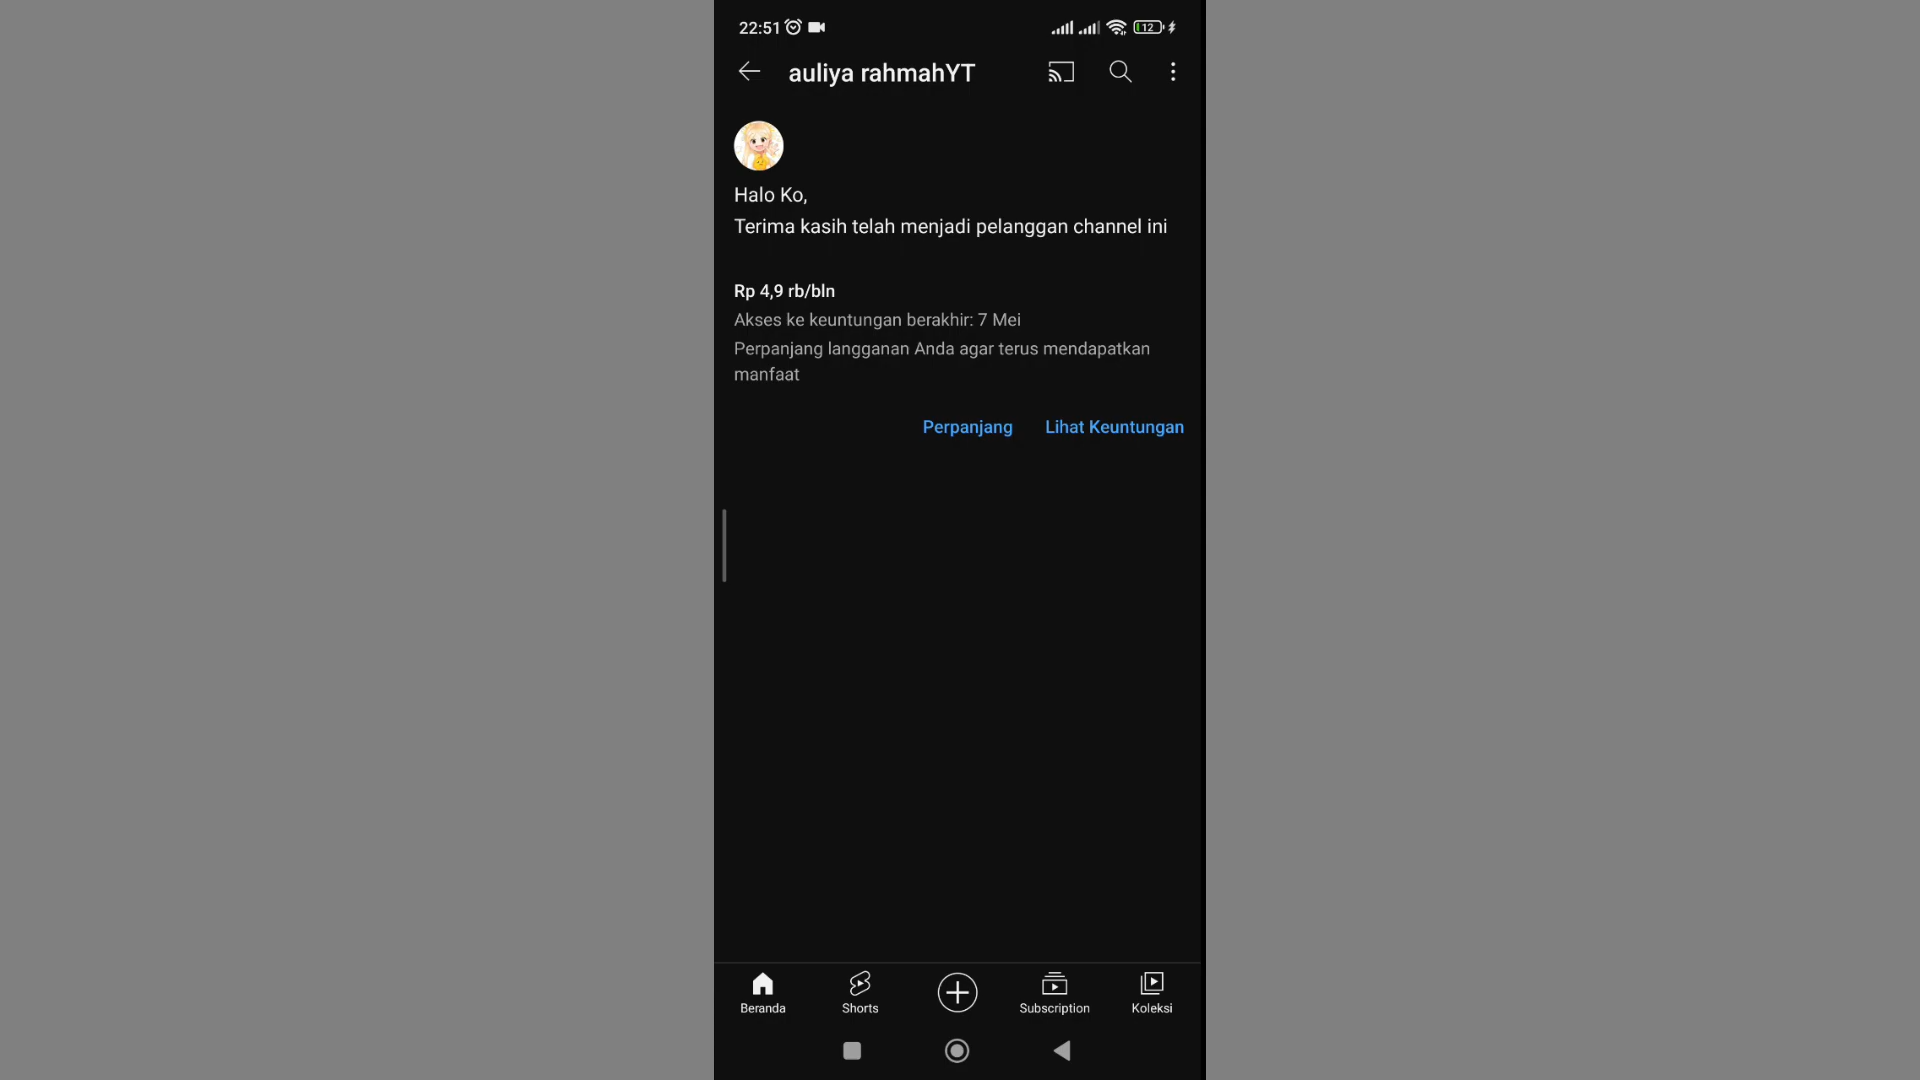 22:51
12
auliya rahmahYT
Halo Ko,
Terima kasih telah menjadi pelanggan channel ini
Rp 4,9 rb/bln
Akses ke keuntungan berakhir: 7 Mei
Perpanjang langganan Anda agar terus mendapatkan
manfaat
Perpanjang Lihat Keuntungan
Beranda Shorts Subscription Koleksi